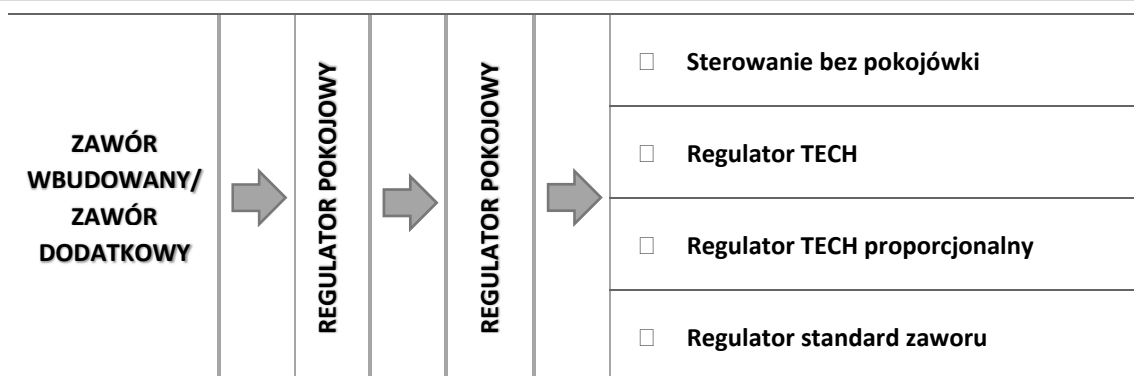 ZAWÓR
WBUDOWANY/
ZAWÓR
DODATKOWY
REGULATOR POKOJOWY
REGULATOR POKOJOWY
Sterowanie bez pokojówki
Regulator TECH
Regulator TECH proporcjonalny
Regulator standard zaworu